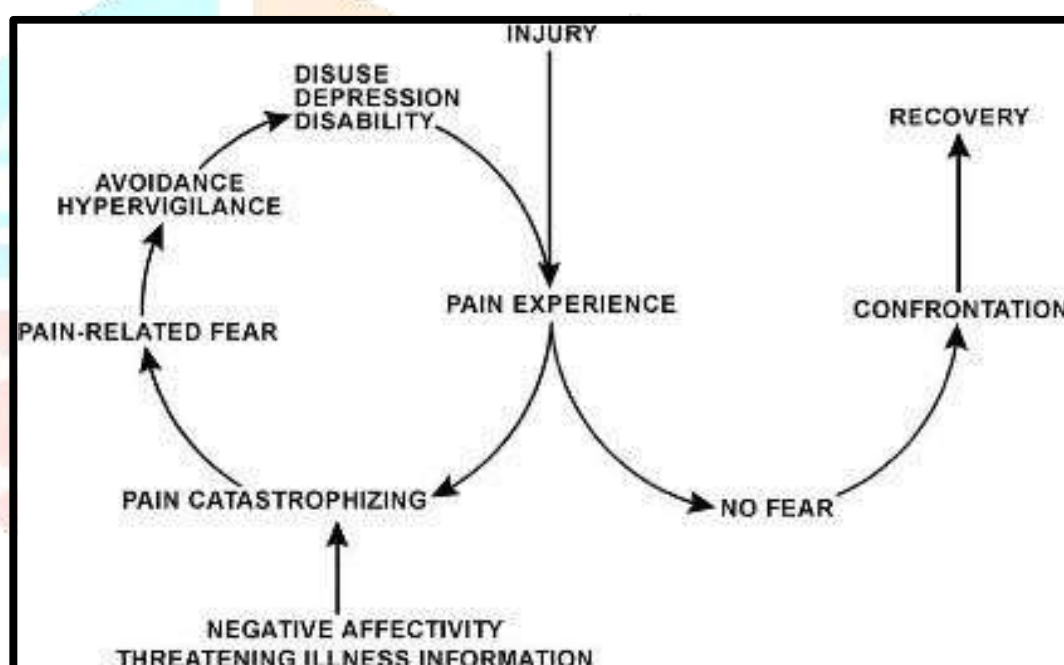 INJURY
DISUSE
DEPRESSION
DISABILITY
RECOVERY
AVOIDANCE
HYPERVIGILANCE
PAIN EXPERIENCE
CONFRONTATION
PAIN-RELATED FEAR
PAIN CATASTROPHIZING
NO FEAR
NEGATIVE AFFECTIVITY
THREATENING ILLNESS INFORMATION